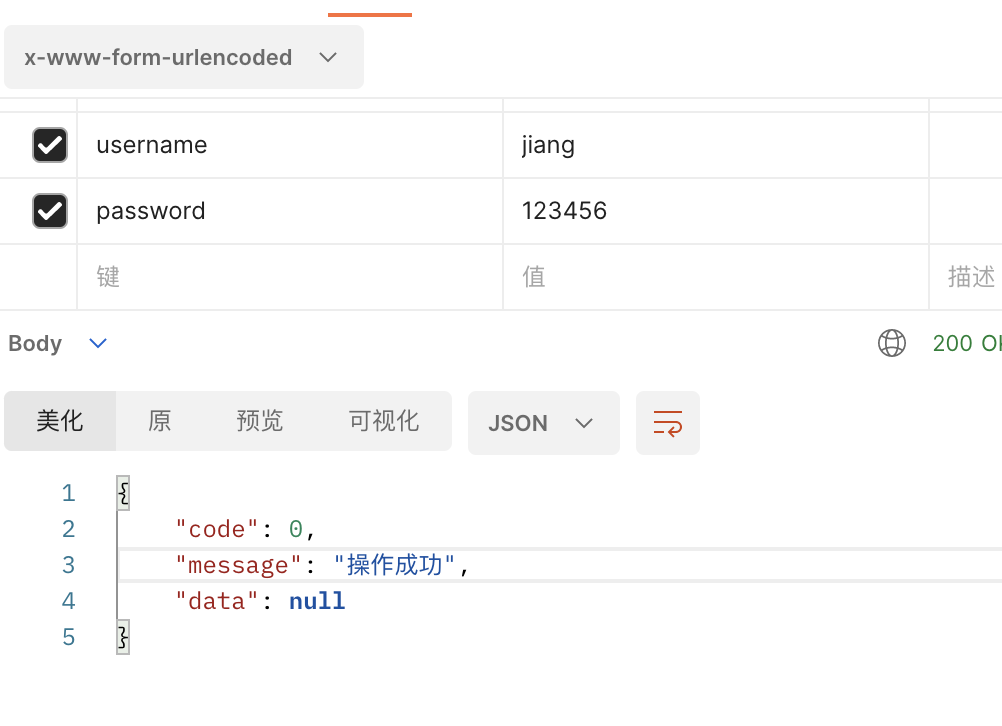 x-www-form-urlencoded
username jiang
password 123456
键 值 描述
Body 200 OK
美化 原 预览 可视化 JSON
1 {
2 "code": 0,
3 "message": "操作成功",
4 "data": null
5 }